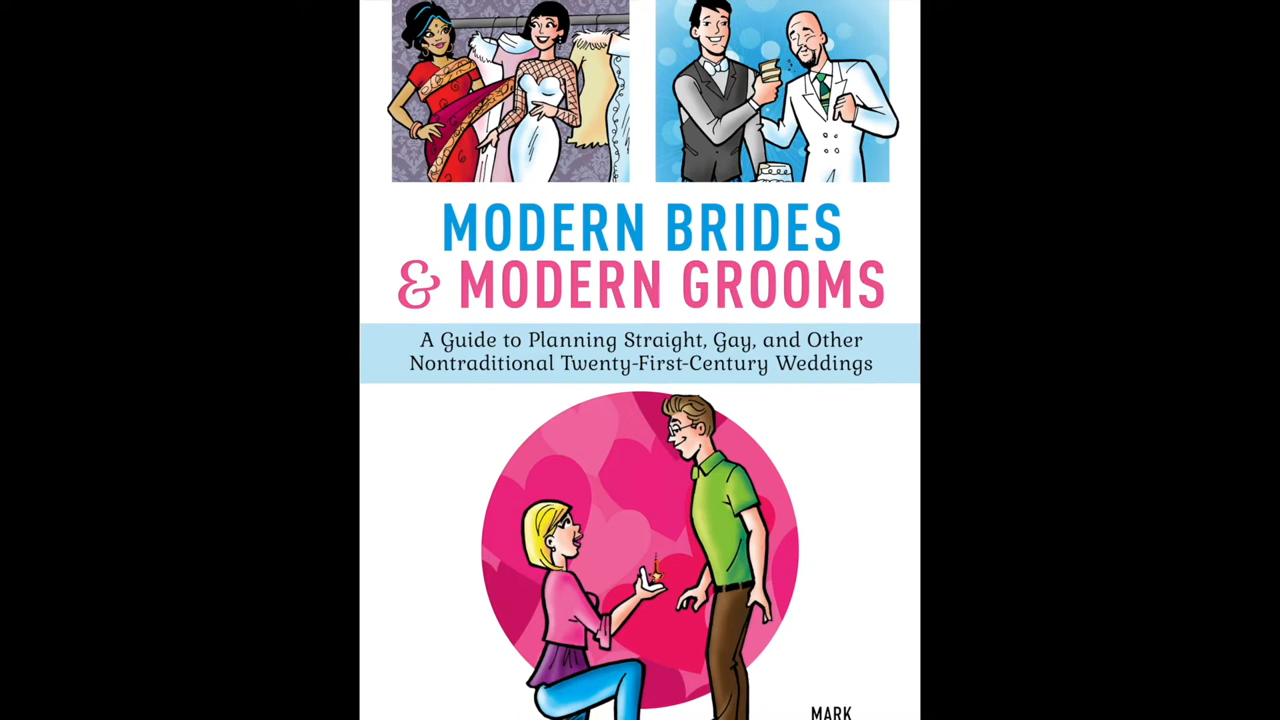 MODERN BRIDES
& MODERN GROOMS
A Guide to Planning Straight, Gay, and Other
Nontraditional Twenty-First-Century Weddings
MARK